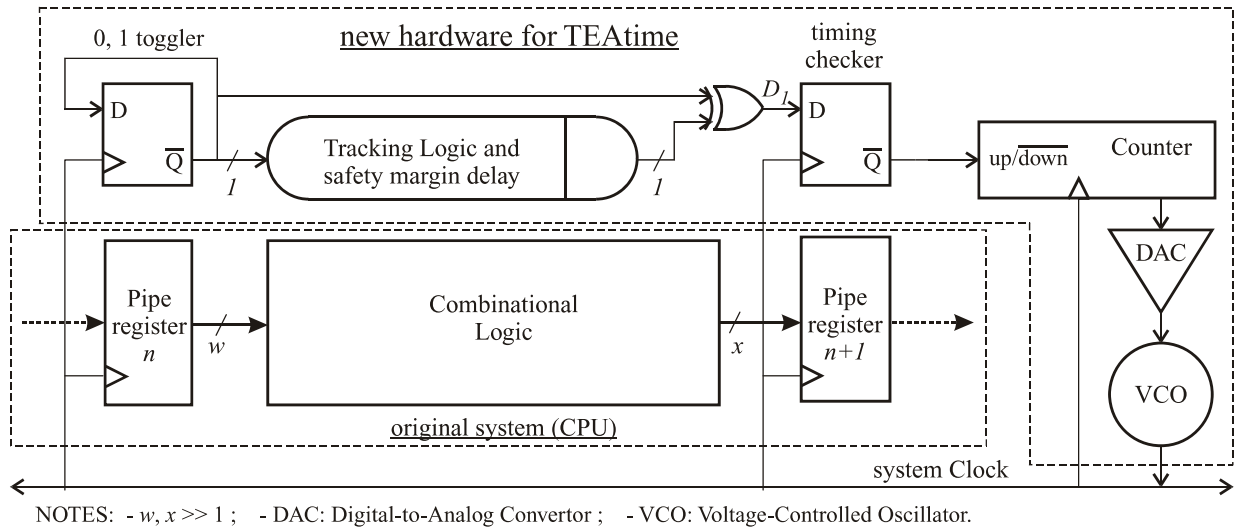 new hardware for TEAtime
0, 1 toggler
timing
checker
D
Q
1
Tracking Logic and
safety margin delay
1
D1
D
Q
up/down
Counter
DAC
VCO
Pipe
register
n
w
Combinational
Logic
x
Pipe
register
n+1
original system (CPU)
system Clock
NOTES: - w, x >> 1 ; - DAC: Digital-to-Analog Convertor ; - VCO: Voltage-Controlled Oscillator.